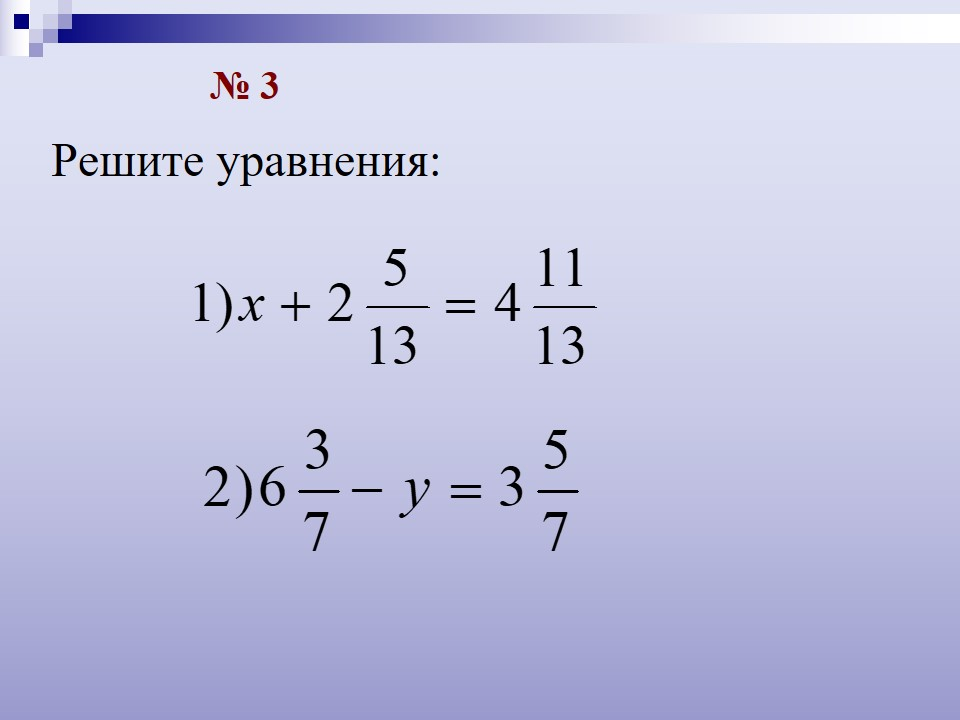 № 3
Решите уравнения:
1) x + 2 5/13 = 4 11/13
2) 6 3/7 − y = 3 5/7